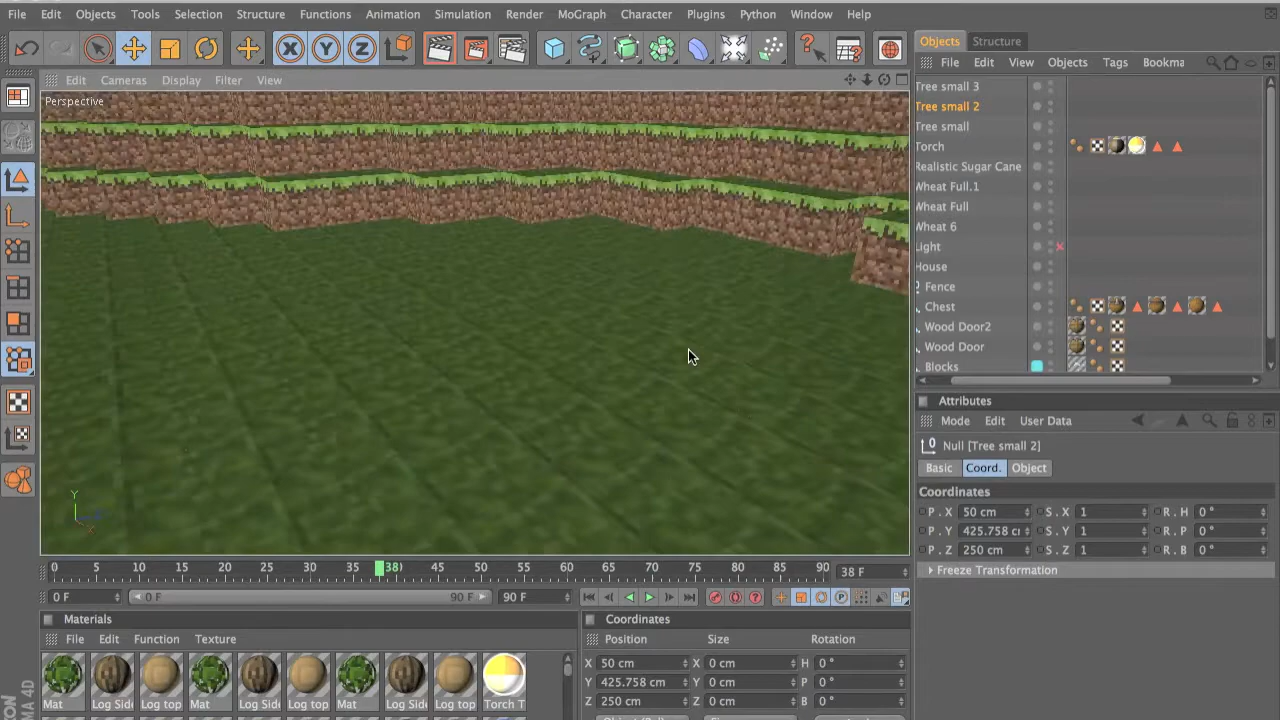 File Edit Objects Tools Selection Structure Functions Animation Simulation Render MoGraph Character Plugins Python Window Help
X Y Z
Objects Structure
Edit Cameras Display Filter View
File Edit View Objects Tags Bookma
Perspective
Tree small 3
Tree small 2
Tree small
Torch
Realistic Sugar Cane
Wheat Full.1
Wheat Full
Wheat 6
Light
House
Fence
Chest
Wood Door2
Wood Door
Blocks
Attributes
Mode Edit User Data
Null [Tree small 2]
Basic Coord. Object
Coordinates
P . X 50 cm S . X 1 R . H 0 °
P . Y 425.758 S . Y 1 R . P 0 °
P . Z 250 cm S . Z 1 R . B 0 °
Freeze Transformation
Y
0 5 10 15 20 25 30 35 38 45 50 55 60 65 70 75 80 85 90 38 F
0 F 0 F 90 F 90 F
Materials
File Edit Function Texture
Mat Log Side Log top Mat Log Side Log top Mat Log Side Log top Torch T
Coordinates
Position Size Rotation
X 50 cm X 0 cm H 0 °
Y 425.758 cm Y 0 cm P 0 °
Z 250 cm Z 0 cm B 0 °